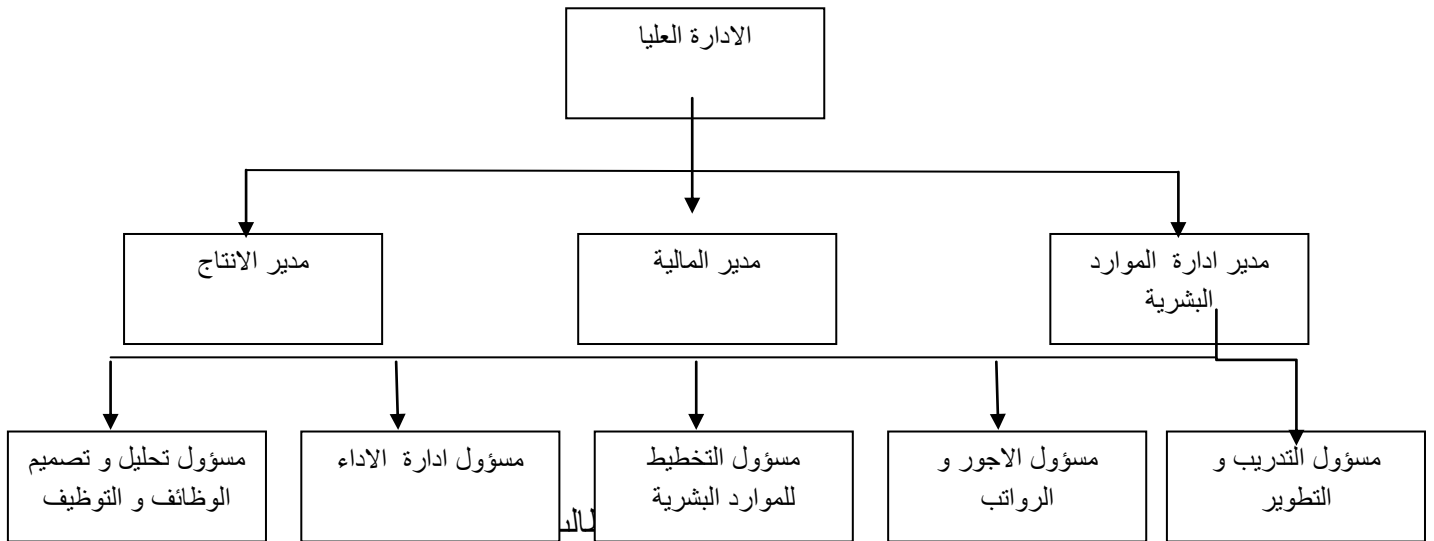 الادارة العليا
مدير ادارة الموارد
البشرية
مدير المالية
مدير الانتاج
مسؤول التدريب و
التطوير
مسؤول الاجور و
الرواتب
مسؤول التخطيط
للموارد البشرية
مسؤول ادارة الاداء
مسؤول تحليل و تصميم
الوظائف و التوظيف